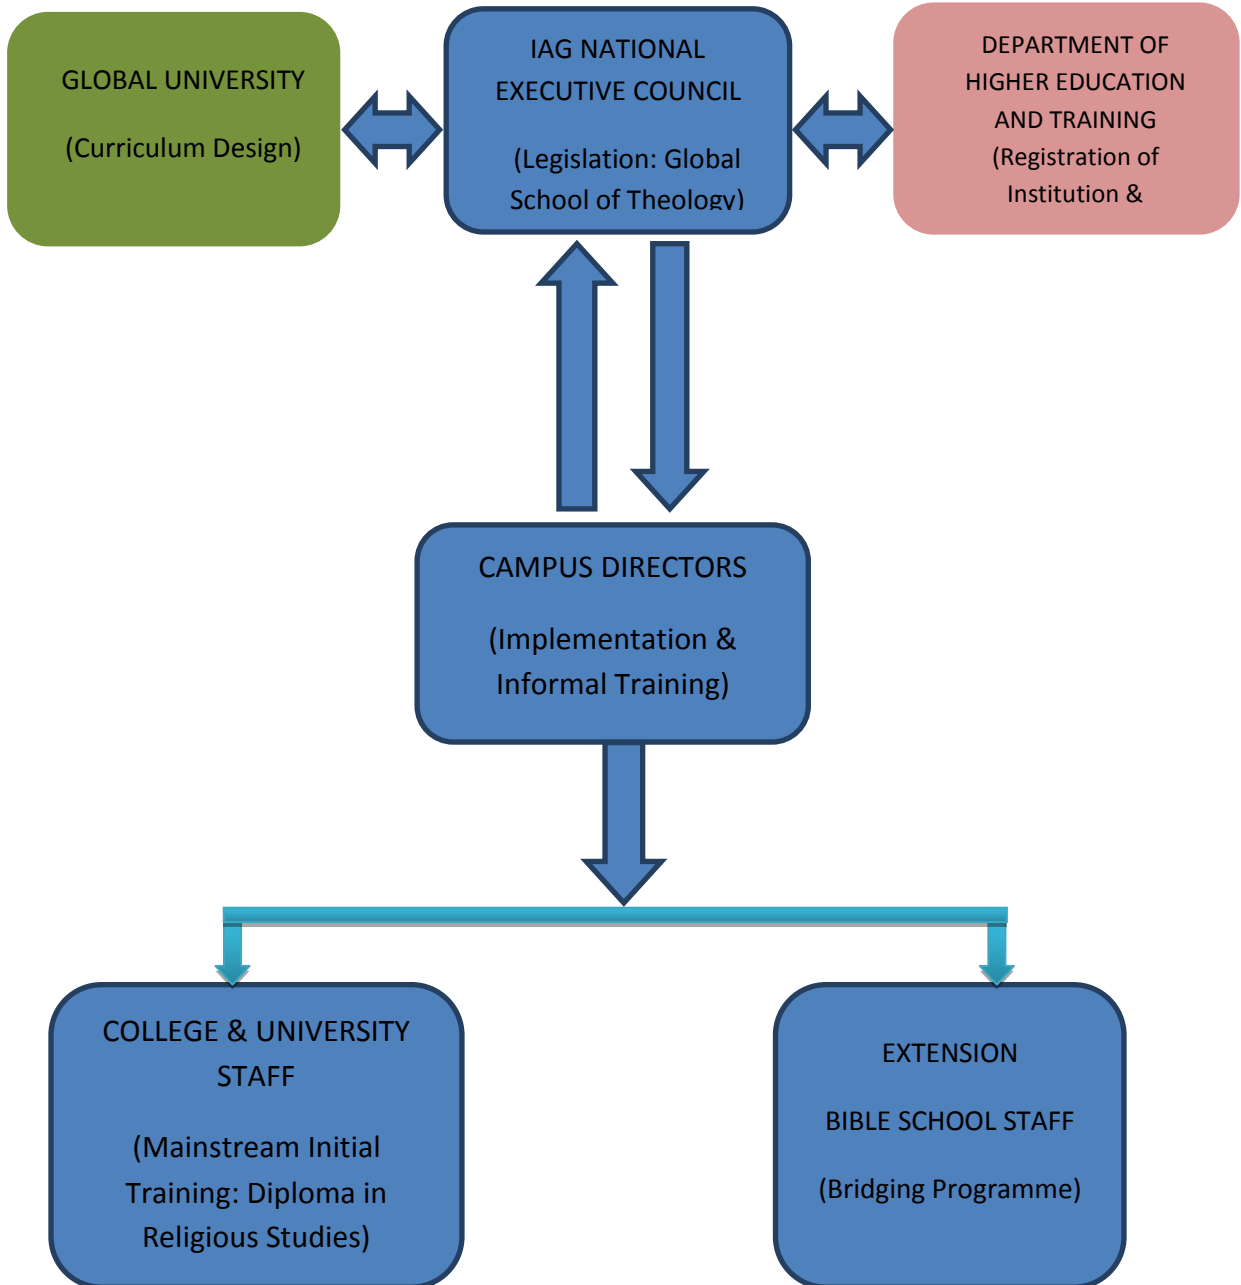 GLOBAL UNIVERSITY
(Curriculum Design)
IAG NATIONAL
EXECUTIVE COUNCIL
(Legislation: Global
School of Theology)
DEPARTMENT OF
HIGHER EDUCATION
AND TRAINING
(Registration of
Institution &
CAMPUS DIRECTORS
(Implementation &
Informal Training)
COLLEGE & UNIVERSITY
STAFF
(Mainstream Initial
Training: Diploma in
Religious Studies)
EXTENSION
BIBLE SCHOOL STAFF
(Bridging Programme)